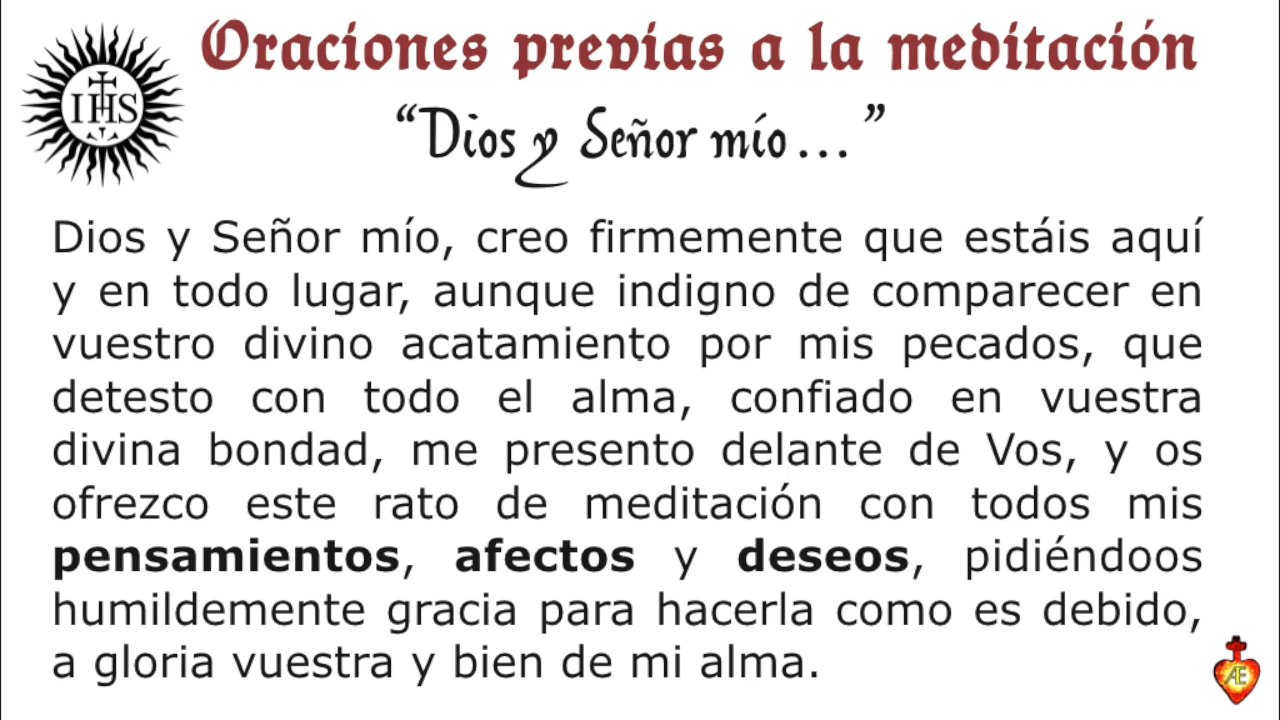 Oraciones previas a la meditación
IHS
“Dios y Señor mío...”
Dios y Señor mío, creo firmemente que estáis aquí
y en todo lugar, aunque indigno de comparecer en
vuestro divino acatamiento por mis pecados, que
detesto con todo el alma, confiado en vuestra
divina bondad, me presento delante de Vos, y os
ofrezco este rato de meditación con todos mis
pensamientos, afectos y deseos, pidiéndoos
humildemente gracia para hacerla como es debido,
a gloria vuestra y bien de mi alma.
Æ